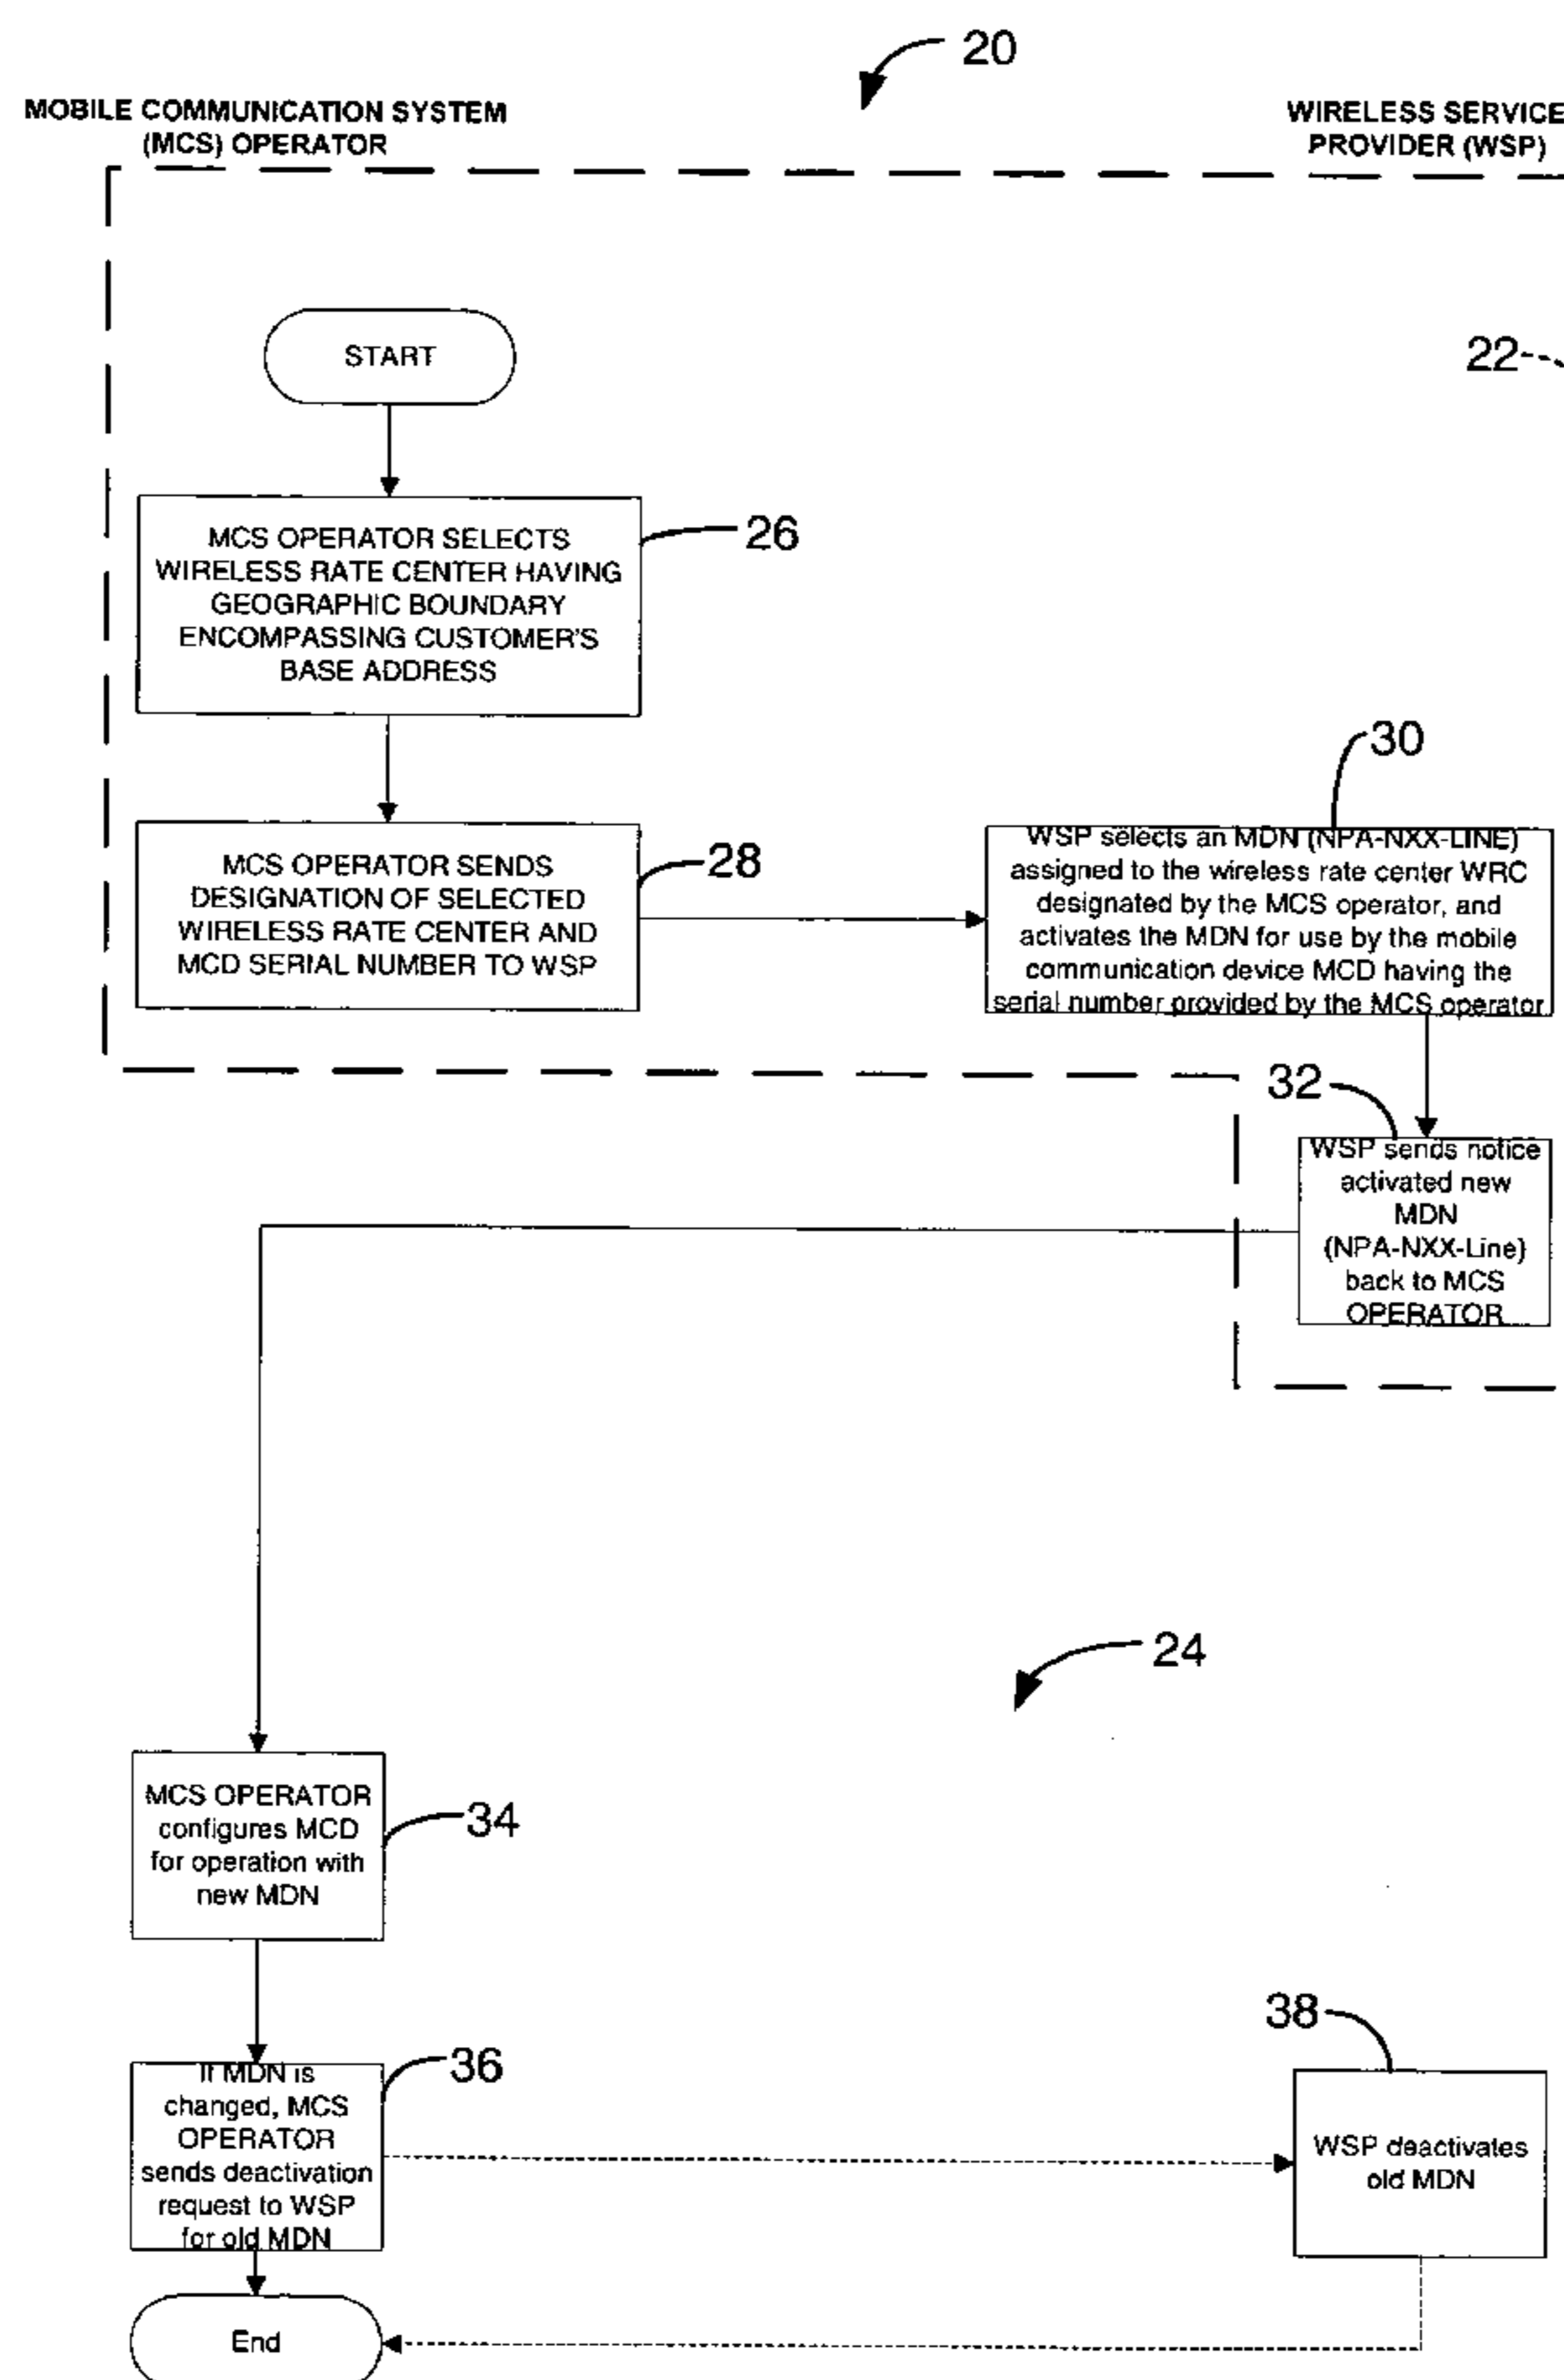 20
MOBILE COMMUNICATION SYSTEM
(MCS) OPERATOR
WIRELESS SERVICE
PROVIDER (WSP)
START
22
MCS OPERATOR SELECTS
WIRELESS RATE CENTER HAVING
GEOGRAPHIC BOUNDARY
ENCOMPASSING CUSTOMER'S
BASE ADDRESS
26
MCS OPERATOR SENDS
DESIGNATION OF SELECTED
WIRELESS RATE CENTER AND
MCD SERIAL NUMBER TO WSP
28
30
WSP selects an MDN (NPA-NXX-LINE)
assigned to the wireless rate center WRC
designated by the MCS operator, and
activates the MDN for use by the mobile
communication device MCD having the
serial number provided by the MCS operator
32
WSP sends notice
activated new
MDN
(NPA-NXX-Line)
back to MCS
OPERATOR
24
MCS OPERATOR
configures MCD
for operation with
new MDN
34
If MDN is
changed, MCS
OPERATOR
sends deactivation
request to WSP
for old MDN
36
38
WSP deactivates
old MDN
End